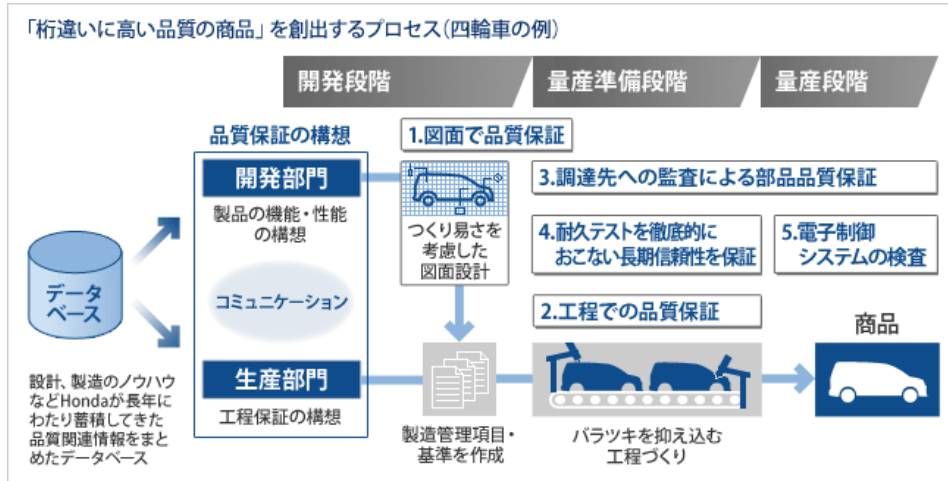 「桁違いに高い品質の商品」を創出するプロセス(四輪車の例)
開発段階
量産準備段階
量産段階
品質保証の構想
開発部門
製品の機能・性能
の構想
コミュニケーション
生産部門
工程保証の構想
データ
ベース
設計、製造のノウハウ
などHondaが長年に
わたり蓄積してきた
品質関連情報をまと
めたデータベース
1.図面で品質保証
つくり易さを
考慮した
図面設計
製造管理項目・
基準を作成
3.調達先への監査による部品品質保証
4.耐久テストを徹底的に
おこない長期信頼性を保証
5.電子制御
システムの検査
2.工程での品質保証
バラツキを抑え込む
工程づくり
商品